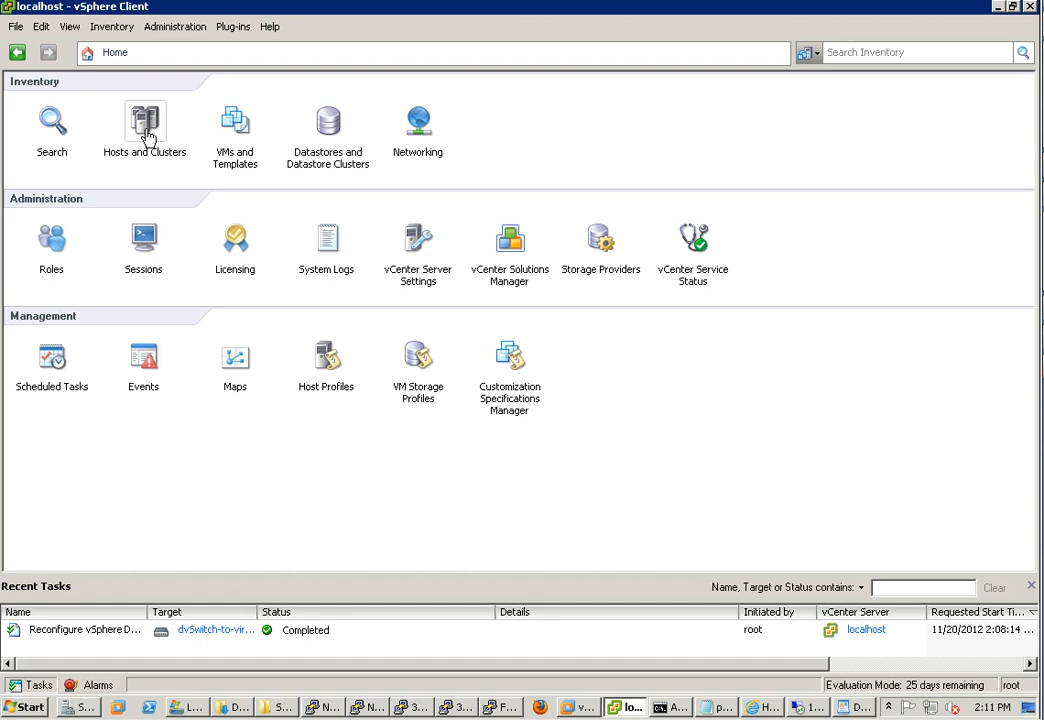 localhost - vSphere Client
File Edit View Inventory Administration Plug-ins Help
Home
Search Inventory
Inventory
Search
Hosts and Clusters
VMs and Templates
Datastores and Datastore Clusters
Networking
Administration
Roles
Sessions
Licensing
System Logs
vCenter Server Settings
vCenter Solutions Manager
Storage Providers
vCenter Service Status
Management
Scheduled Tasks
Events
Maps
Host Profiles
VM Storage Profiles
Customization Specifications Manager
Recent Tasks
Name, Target or Status contains:
Clear
Name Target Status Details Initiated by vCenter Server Requested Start Ti...
Reconfigure vSphere D... dvSwitch-to-vir... Completed root localhost 11/20/2012 2:08:14 ...
Tasks Alarms Evaluation Mode: 25 days remaining root
Start S... L... D... S... N... N... 3... 3... F... v... lo... A... p... H... 1... D... 2:11 PM